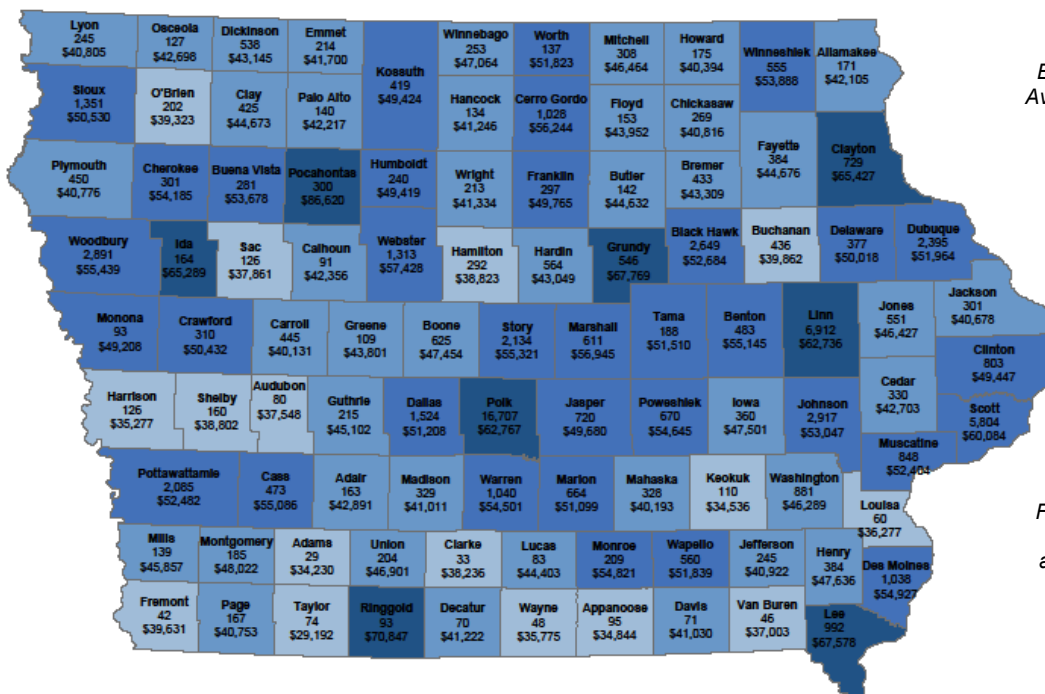 Lyon
245
$40,805
Osceola
127
$42,698
Dickinson
538
$43,145
Emmet
214
$41,700
Kossuth
419
$49,424
Winnebago
253
$47,064
Worth
137
$51,823
Mitchell
308
$46,464
Howard
175
$40,394
Winneshiek
555
$53,888
Allamakee
171
$42,105
Sioux
1,351
$50,530
O'Brien
202
$39,323
Clay
425
$44,673
Palo Alto
140
$42,217
Hancock
134
$41,246
Cerro Gordo
1,028
$56,244
Floyd
153
$43,952
Chickasaw
269
$40,816
Fayette
384
$44,676
Clayton
729
$65,427
Plymouth
450
$40,776
Cherokee
301
$54,185
Buena Vista
281
$53,678
Pocahontas
300
$86,620
Humboldt
240
$49,419
Wright
213
$41,334
Franklin
297
$49,765
Butler
142
$44,632
Bremer
433
$43,309
Woodbury
2,891
$55,439
Ida
164
$65,289
Sac
126
$37,861
Calhoun
91
$42,356
Webster
1,313
$57,428
Hamilton
292
$38,823
Hardin
564
$43,049
Grundy
546
$67,769
Black Hawk
2,649
$52,684
Buchanan
436
$39,862
Delaware
377
$50,018
Dubuque
2,395
$51,964
Monona
93
$49,208
Crawford
310
$50,432
Carroll
445
$40,131
Greene
109
$43,801
Boone
625
$47,454
Story
2,134
$55,321
Marshall
611
$56,945
Tama
188
$51,510
Benton
483
$55,145
Linn
6,912
$62,736
Jones
551
$46,427
Jackson
301
$40,678
Clinton
803
$49,447
Harrison
126
$35,277
Shelby
160
$38,802
Audubon
80
$37,548
Guthrie
215
$45,102
Dallas
1,524
$51,208
Polk
16,707
$62,767
Jasper
720
$49,680
Poweshiek
670
$54,645
Iowa
360
$47,501
Johnson
2,917
$53,047
Cedar
330
$42,703
Scott
5,804
$60,084
Muscatine
848
$52,404
Pottawattamie
2,085
$52,482
Cass
473
$55,086
Adair
163
$42,891
Madison
329
$41,011
Warren
1,040
$54,501
Marion
664
$51,099
Mahaska
328
$40,193
Keokuk
110
$34,536
Washington
881
$46,289
Louisa
60
$36,277
Mills
139
$45,857
Montgomery
185
$48,022
Adams
29
$34,230
Union
204
$46,901
Clarke
33
$38,236
Lucas
83
$44,403
Monroe
209
$54,821
Wapello
560
$51,839
Jefferson
245
$40,922
Henry
384
$47,636
Des Moines
1,038
$54,927
Fremont
42
$39,631
Page
167
$40,753
Taylor
74
$29,192
Ringgold
93
$70,847
Decatur
70
$41,222
Wayne
48
$35,775
Appanoose
95
$34,844
Davis
71
$41,030
Van Buren
46
$37,003
Lee
992
$67,578
E
Av
F
a